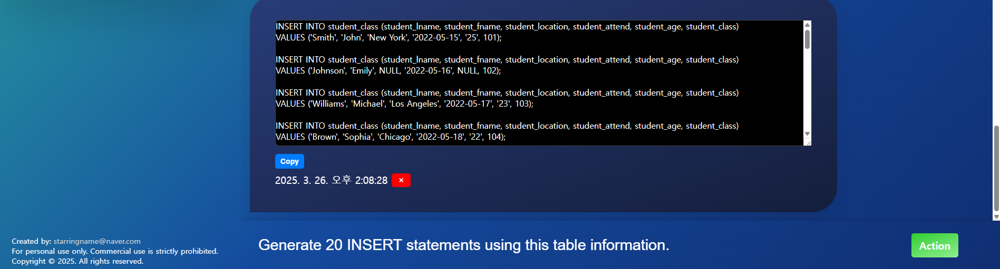 INSERT INTO student_class (student_lname, student_fname, student_location, student_attend, student_age, student_class)
VALUES ('Smith', 'John', 'New York', '2022-05-15', '25', 101);
INSERT INTO student_class (student_lname, student_fname, student_location, student_attend, student_age, student_class)
VALUES ('Johnson', 'Emily', NULL, '2022-05-16', NULL, 102);
INSERT INTO student_class (student_lname, student_fname, student_location, student_attend, student_age, student_class)
VALUES ('Williams', 'Michael', 'Los Angeles', '2022-05-17', '23', 103);
INSERT INTO student_class (student_lname, student_fname, student_location, student_attend, student_age, student_class)
VALUES ('Brown', 'Sophia', 'Chicago', '2022-05-18', '22', 104);
Copy
2025. 3. 26. 오후 2:08:28 ×
Created by: starringname@naver.com
For personal use only. Commercial use is strictly prohibited.
Copyright © 2025. All rights reserved.
Generate 20 INSERT statements using this table information.
Action